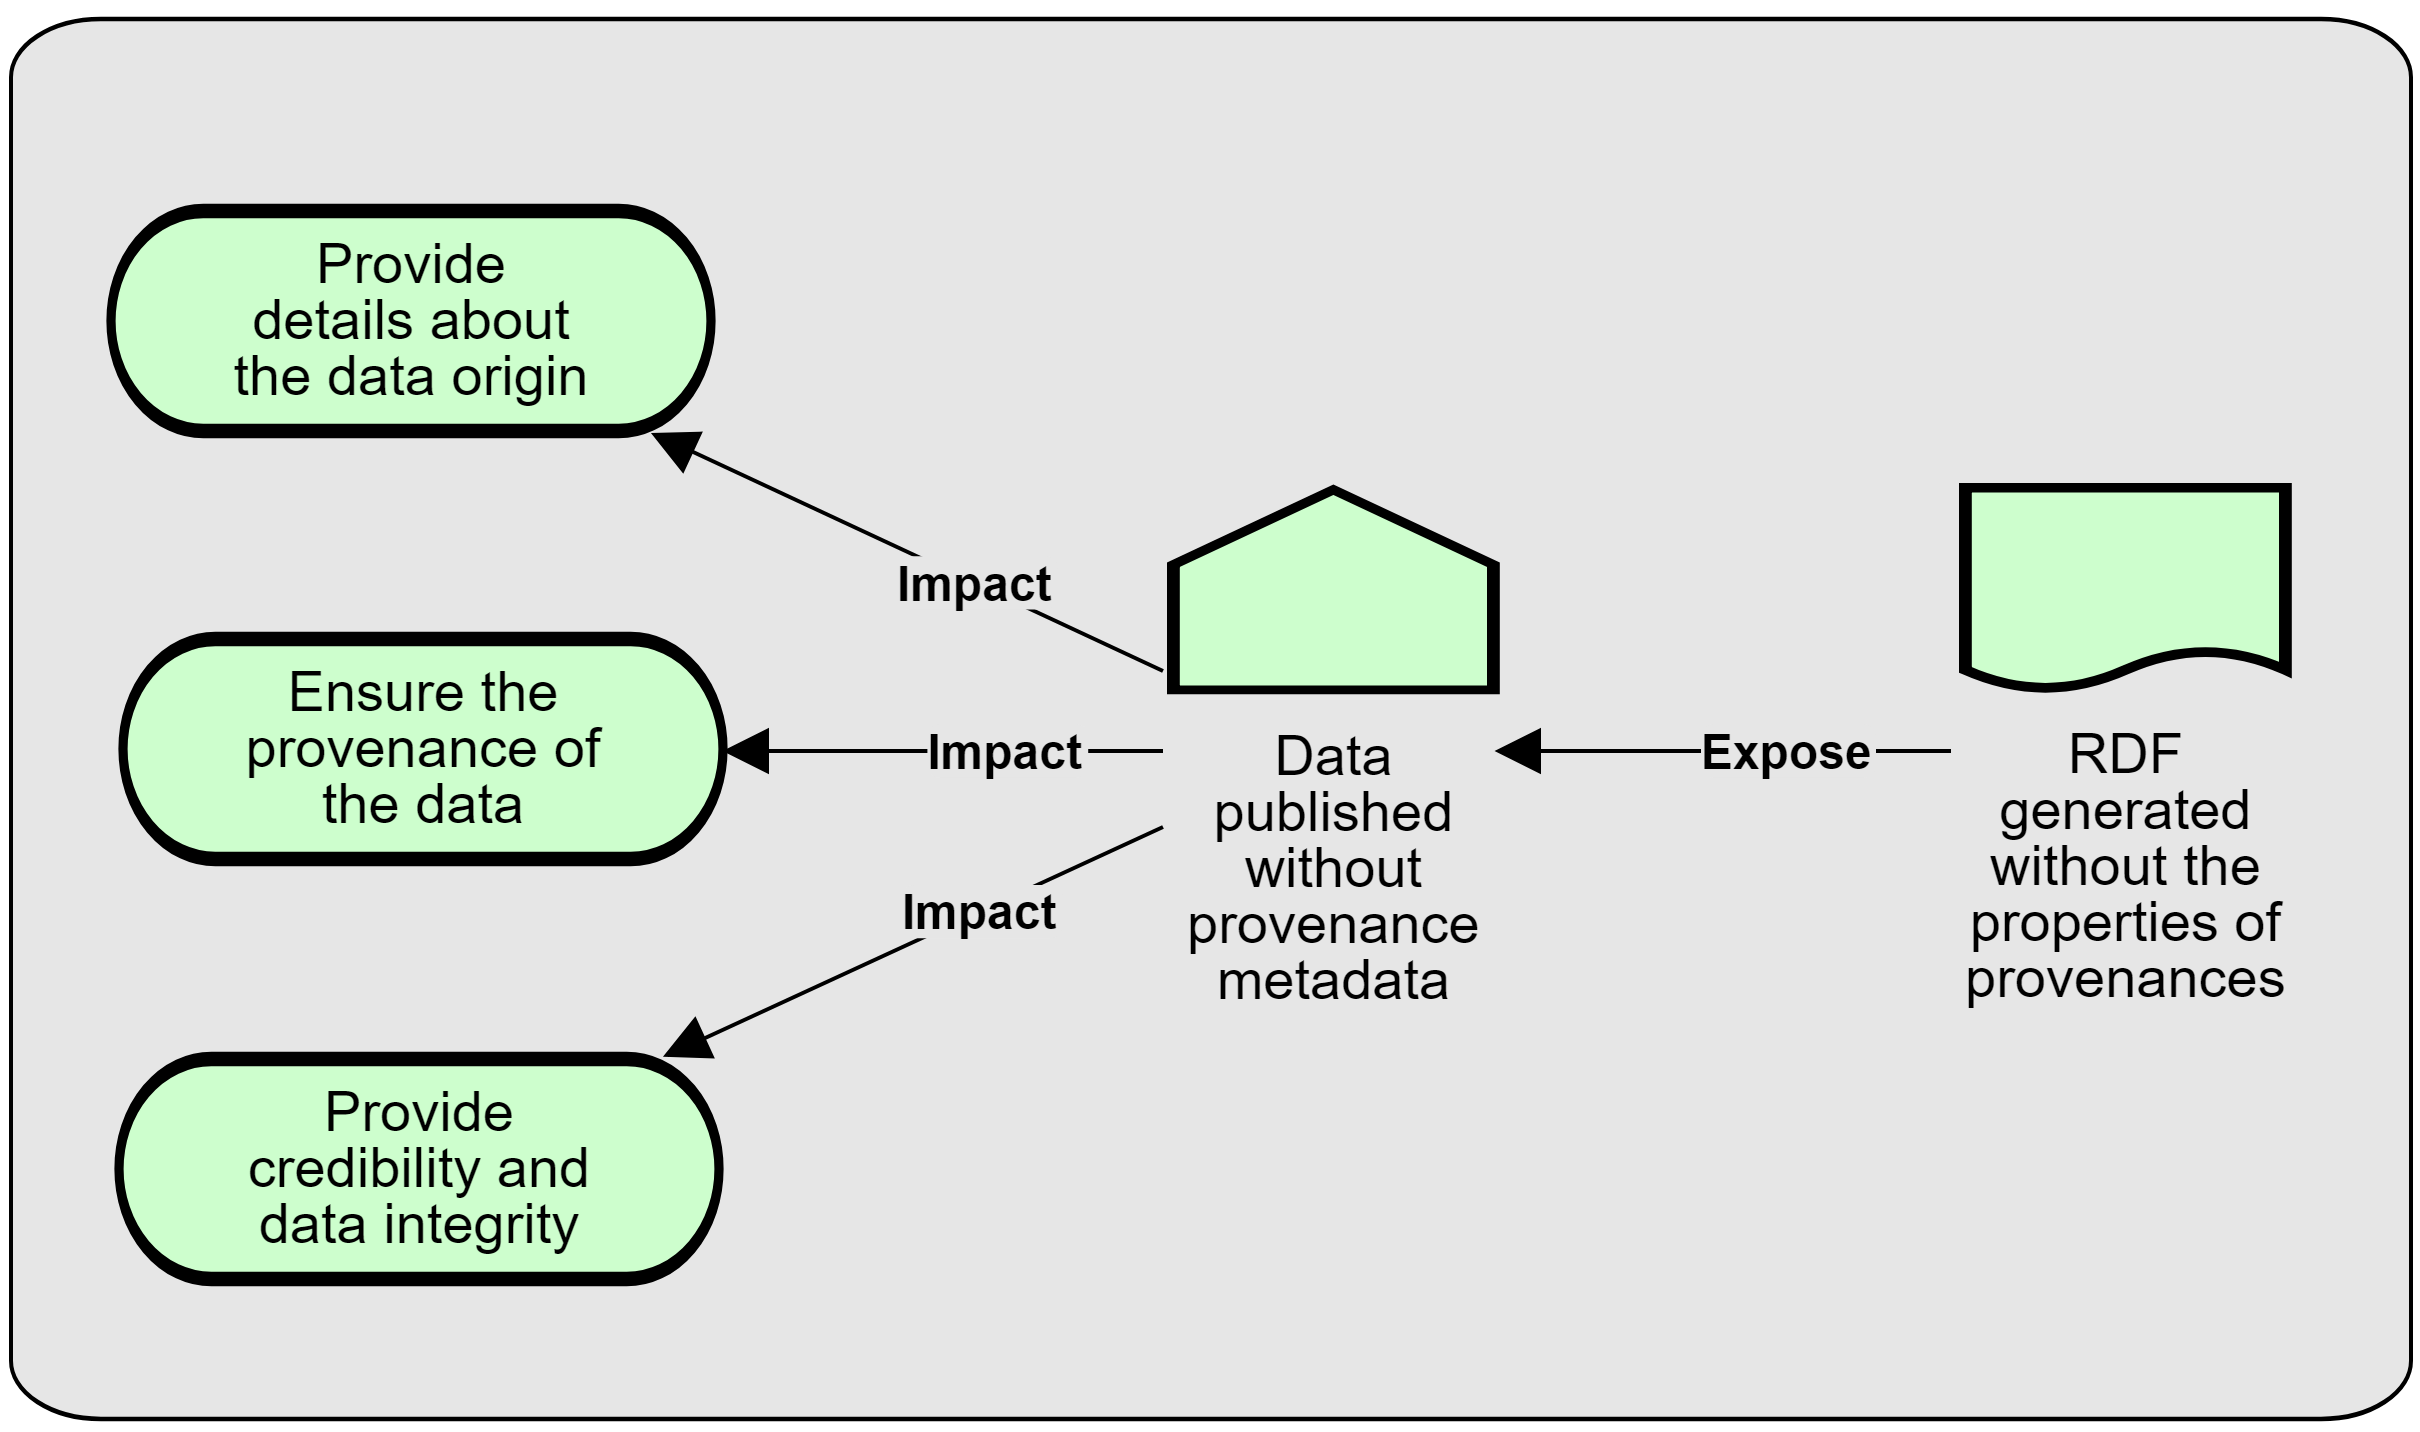 Provide
details about
the data origin
Impact
Ensure the
provenance of
the data
Impact
Data
published
without
provenance
metadata
Expose
RDF
generated
without the
properties of
provenances
Impact
Provide
credibility and
data integrity